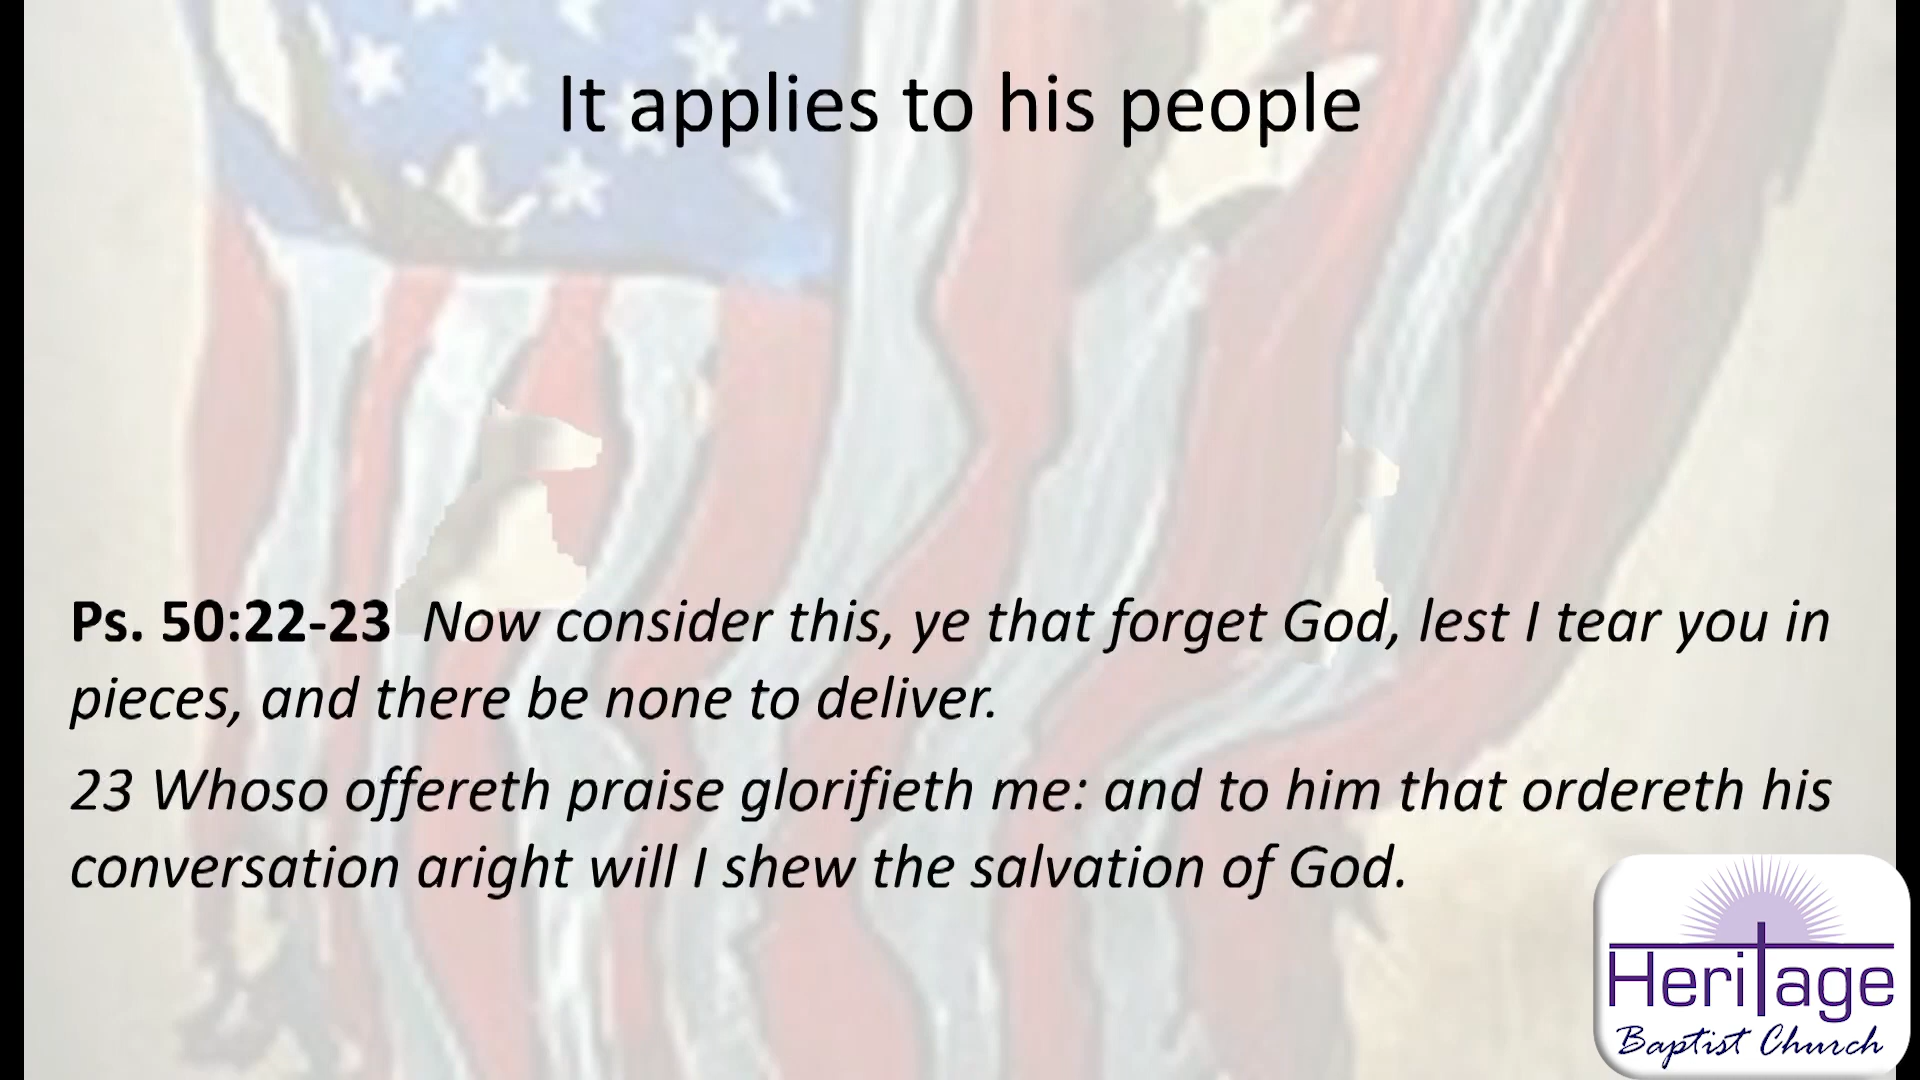 It applies to his people
Ps. 50:22-23 Now consider this, ye that forget God, lest I tear you in
pieces, and there be none to deliver.
23 Whoso offereth praise glorifieth me: and to him that ordereth his
conversation aright will I shew the salvation of God.
Heritage
Baptist Church